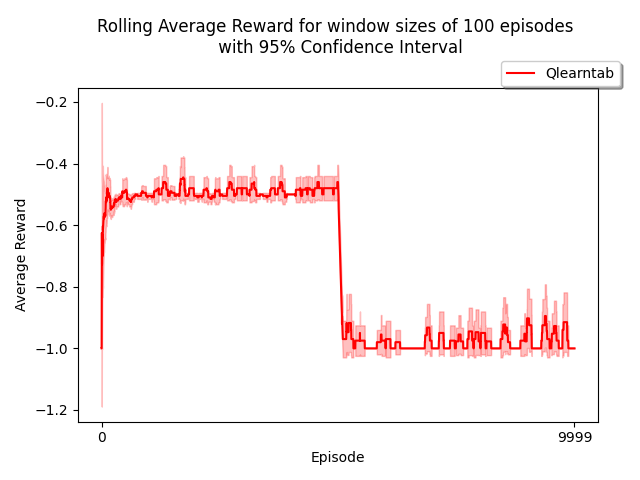 Rolling Average Reward for window sizes of 100 episodes
with 95% Confidence Interval
Qlearntab
−0.2
−0.4
−0.6
−0.8
−1.0
−1.2
Average Reward
0
9999
Episode